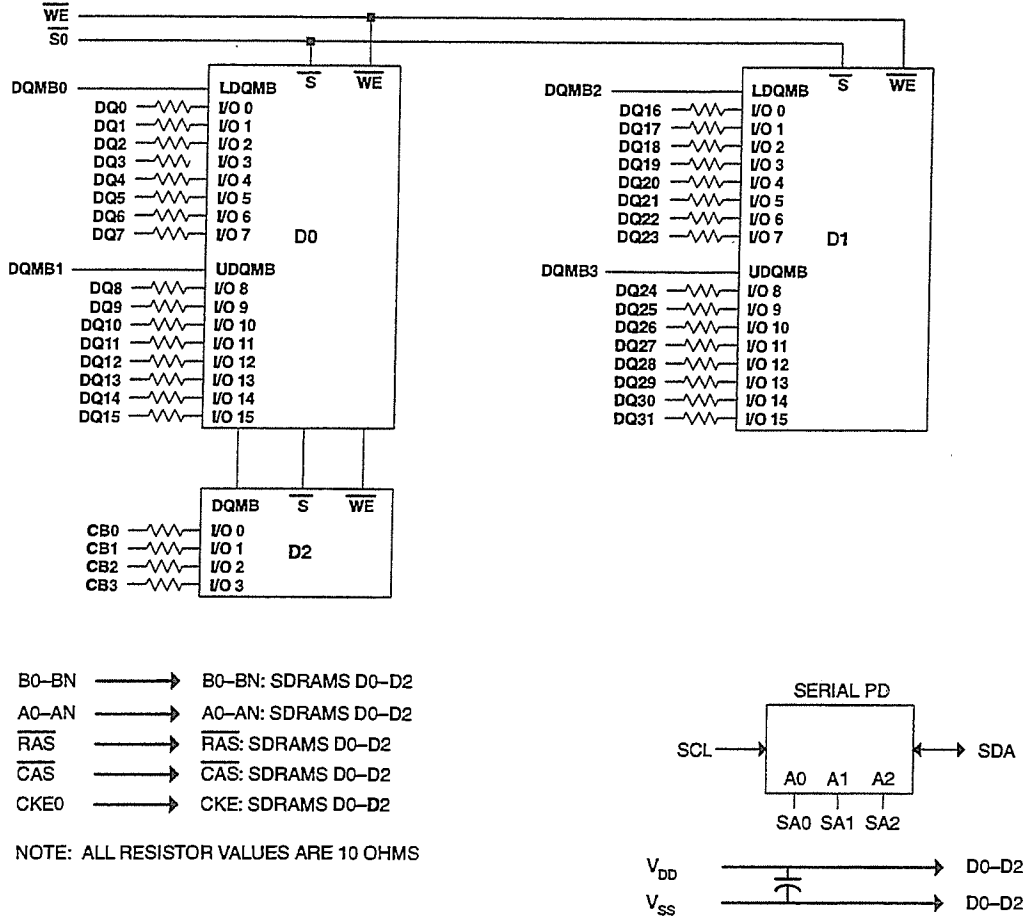 WE
S0
S WE
DQMB0 LDQMB
DQ0 I/O 0
DQ1 I/O 1
DQ2 I/O 2
DQ3 I/O 3
DQ4 I/O 4
DQ5 I/O 5
DQ6 I/O 6
DQ7 I/O 7
D0
DQMB1 UDQMB
DQ8 I/O 8
DQ9 I/O 9
DQ10 I/O 10
DQ11 I/O 11
DQ12 I/O 12
DQ13 I/O 13
DQ14 I/O 14
DQ15 I/O 15
S WE
DQMB2 LDQMB
DQ16 I/O 0
DQ17 I/O 1
DQ18 I/O 2
DQ19 I/O 3
DQ20 I/O 4
DQ21 I/O 5
DQ22 I/O 6
DQ23 I/O 7
D1
DQMB3 UDQMB
DQ24 I/O 8
DQ25 I/O 9
DQ26 I/O 10
DQ27 I/O 11
DQ28 I/O 12
DQ29 I/O 13
DQ30 I/O 14
DQ31 I/O 15
DQMB S WE
CB0 I/O 0
CB1 I/O 1
CB2 I/O 2
CB3 I/O 3
D2
B0–BN B0–BN: SDRAMS D0–D2
A0–AN A0–AN: SDRAMS D0–D2
RAS RAS: SDRAMS D0–D2
CAS CAS: SDRAMS D0–D2
CKE0 CKE: SDRAMS D0–D2
NOTE: ALL RESISTOR VALUES ARE 10 OHMS
SERIAL PD
SCL SDA
A0 A1 A2
SA0 SA1 SA2
VDD D0–D2
VSS D0–D2